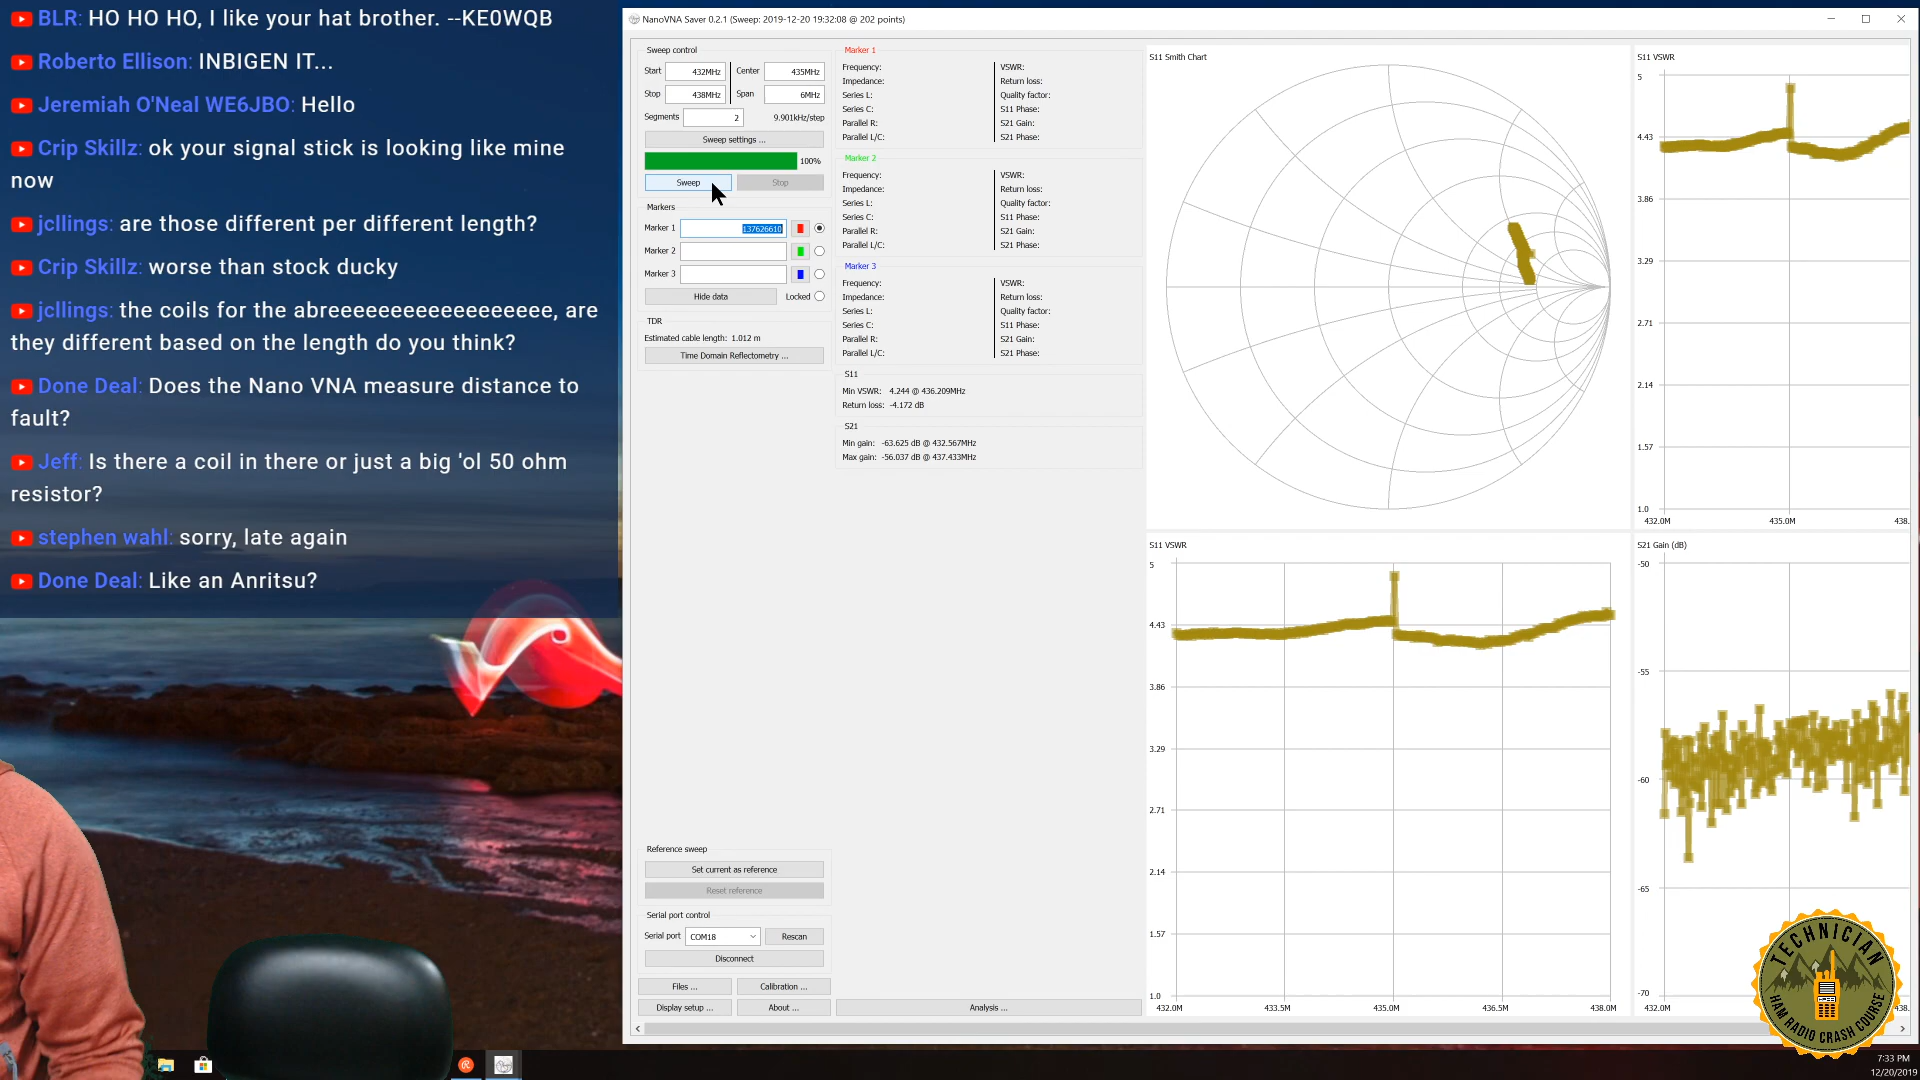 BLR: HO HO HO, I like your hat brother. --KE0WQB
Roberto Ellison: INBIGEN IT...
Jeremiah O'Neal WE6JBO: Hello
Crip Skillz: ok your signal stick is looking like mine
now
jcllings: are those different per different length?
Crip Skillz: worse than stock ducky
jcllings: the coils for the abreeeeeeeeeeeeeeeeee, are
they different based on the length do you think?
Done Deal: Does the Nano VNA measure distance to
fault?
Jeff: Is there a coil in there or just a big 'ol 50 ohm
resistor?
stephen wahl: sorry, late again
Done Deal: Like an Anritsu?
NanoVNA Saver 0.2.1 (Sweep: 2019-12-20 19:32:08 @ 202 points)
Sweep control
Start 432MHz Center 435MHz
Stop 438MHz Span 6MHz
Segments 2 9.901kHz/step
Sweep settings ...
100%
Sweep Stop
Markers
Marker 1 137626610
Marker 2
Marker 3
Hide data Locked
TDR
Estimated cable length: 1.012 m
Time Domain Reflectometry ...
Reference sweep
Set current as reference
Reset reference
Serial port control
Serial port COM18 Rescan
Disconnect
Files ... Calibration ...
Display setup ... About ...
Marker 1
Frequency: VSWR:
Impedance: Return loss:
Series L: Quality factor:
Series C: S11 Phase:
Parallel R: S21 Gain:
Parallel L/C: S21 Phase:
Marker 2
Frequency: VSWR:
Impedance: Return loss:
Series L: Quality factor:
Series C: S11 Phase:
Parallel R: S21 Gain:
Parallel L/C: S21 Phase:
Marker 3
Frequency: VSWR:
Impedance: Return loss:
Series L: Quality factor:
Series C: S11 Phase:
Parallel R: S21 Gain:
Parallel L/C: S21 Phase:
S11
Min VSWR: 4.244 @ 436.209MHz
Return loss: -4.172 dB
S21
Min gain: -63.625 dB @ 432.567MHz
Max gain: -56.037 dB @ 437.433MHz
Analysis ...
S11 Smith Chart
S11 VSWR
5
4.43
3.86
3.29
2.71
2.14
1.57
1.0
432.0M 435.0M 438.
S11 VSWR
5
4.43
3.86
3.29
2.71
2.14
1.57
1.0
432.0M 433.5M 435.0M 436.5M 438.0M
S21 Gain (dB)
-50
-55
-60
-65
-70
432.0M 438.
TECHNICIAN
HAM RADIO CRASH COURSE
7:33 PM
12/20/2019